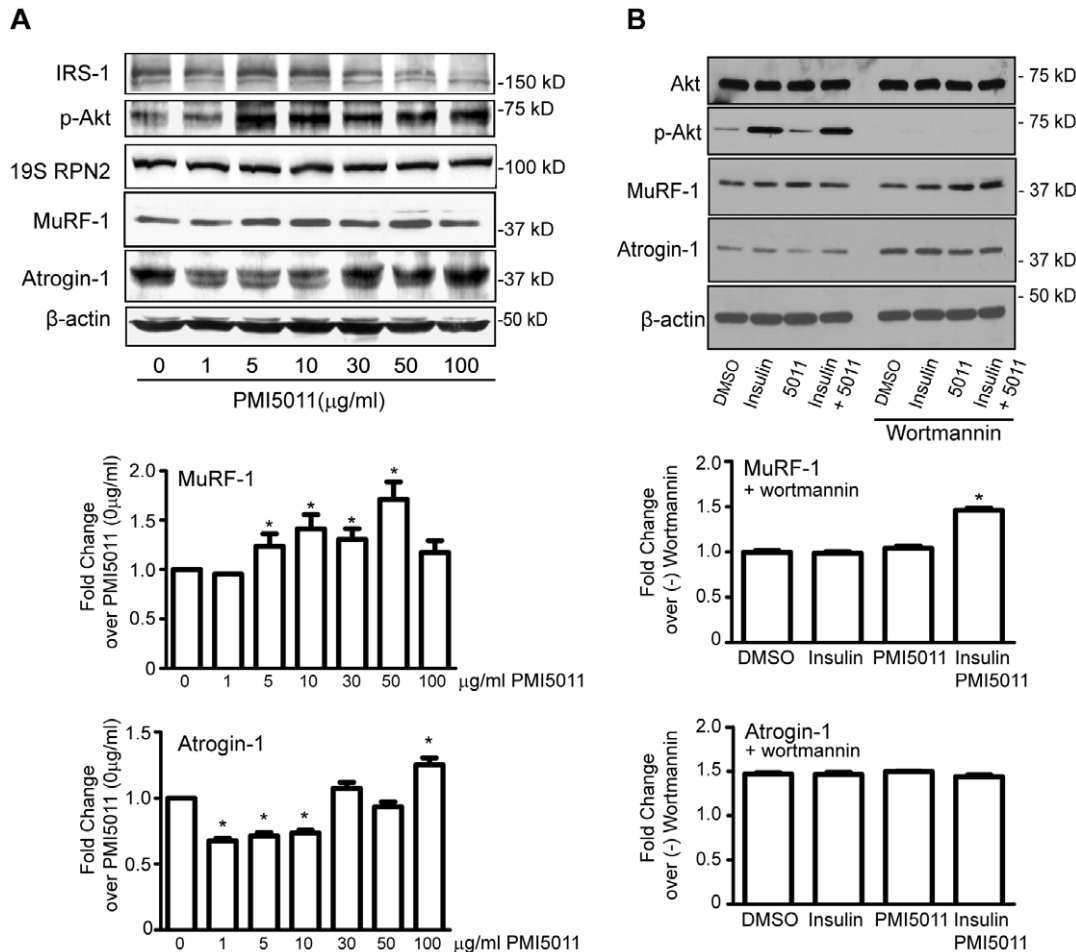 A
IRS-1
-150 kD
p-Akt
-75 kD
19S RPN2
-100 kD
MuRF-1
-37 kD
Atrogin-1
-37 kD
β-actin
-50 kD
0 1 5 10 30 50 100
PMI5011(μg/ml)
MuRF-1
Fold Change
over PMI5011 (0μg/ml)
2.0
1.5
1.0
0.5
0
* * * *
0 1 5 10 30 50 100 μg/ml PMI5011
Atrogin-1
Fold Change
over PMI5011 (0μg/ml)
1.5
1.0
0.5
0
* * * *
0 1 5 10 30 50 100 μg/ml PMI5011
B
Akt
- 75 kD
p-Akt
- 75 kD
MuRF-1
- 37 kD
Atrogin-1
- 37 kD
- 50 kD
β-actin
DMSO Insulin 5011 Insulin + 5011 DMSO Insulin 5011 Insulin + 5011
Wortmannin
MuRF-1
+ wortmannin
Fold Change
over (-) Wortmannin
2.0
1.5
1.0
0.5
0
*
DMSO Insulin PMI5011 Insulin
PMI5011
Atrogin-1
+ wortmannin
Fold Change
over (-) Wortmannin
2.0
1.5
1.0
0.5
0
DMSO Insulin PMI5011 Insulin
PMI5011